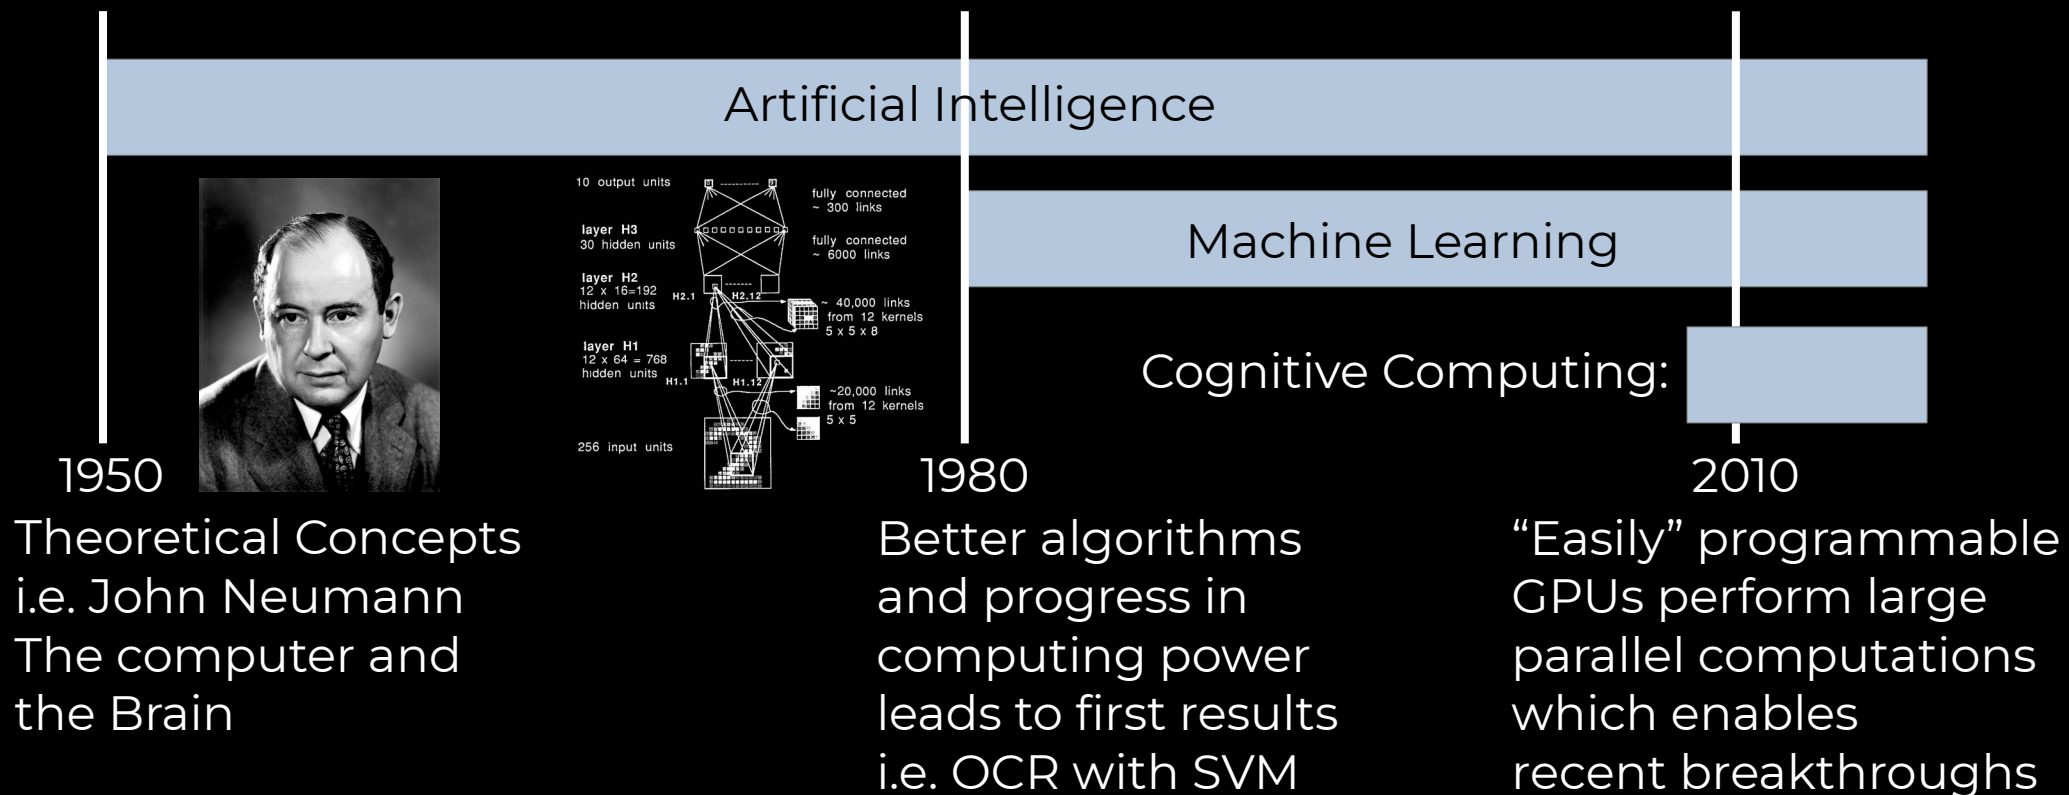 Artificial Intelligence
Machine Learning
Cognitive Computing:
10 output units
fully connected
~ 300 links
layer H3
30 hidden units
fully connected
~ 6000 links
layer H2
12 x 16=192
hidden units
H2.1
H2.12
~ 40,000 links
from 12 kernels
5 x 5 x 8
layer H1
12 x 64 = 768
hidden units
H1.1
H1.12
~20,000 links
from 12 kernels
5 x 5
256 input units
1950
Theoretical Concepts
i.e. John Neumann
The computer and
the Brain
1980
Better algorithms
and progress in
computing power
leads to first results
i.e. OCR with SVM
2010
“Easily” programmable
GPUs perform large
parallel computations
which enables
recent breakthroughs